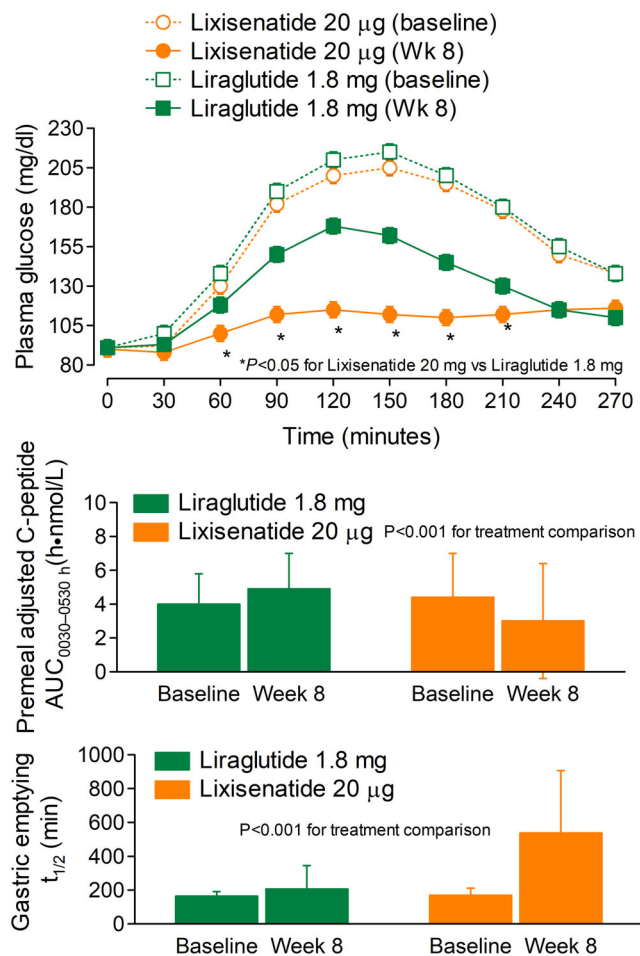 Lixisenatide 20 μg (baseline)
Lixisenatide 20 μg (Wk 8)
Liraglutide 1.8 mg (baseline)
Liraglutide 1.8 mg (Wk 8)
Plasma glucose (mg/dl)
230
205
180
155
130
105
80
* * * * * *
*P<0.05 for Lixisenatide 20 mg vs Liraglutide 1.8 mg
0 30 60 90 120 150 180 210 240 270
Time (minutes)
Premeal adjusted C-peptide
AUC0030–0530 h(h•nmol/L)
10
8
6
4
2
0
Liraglutide 1.8 mg
Lixisenatide 20 μg
P<0.001 for treatment comparison
Baseline Week 8 Baseline Week 8
Gastric emptying
t1/2 (min)
1000
800
600
400
200
0
Liraglutide 1.8 mg
Lixisenatide 20 μg
P<0.001 for treatment comparison
Baseline Week 8 Baseline Week 8